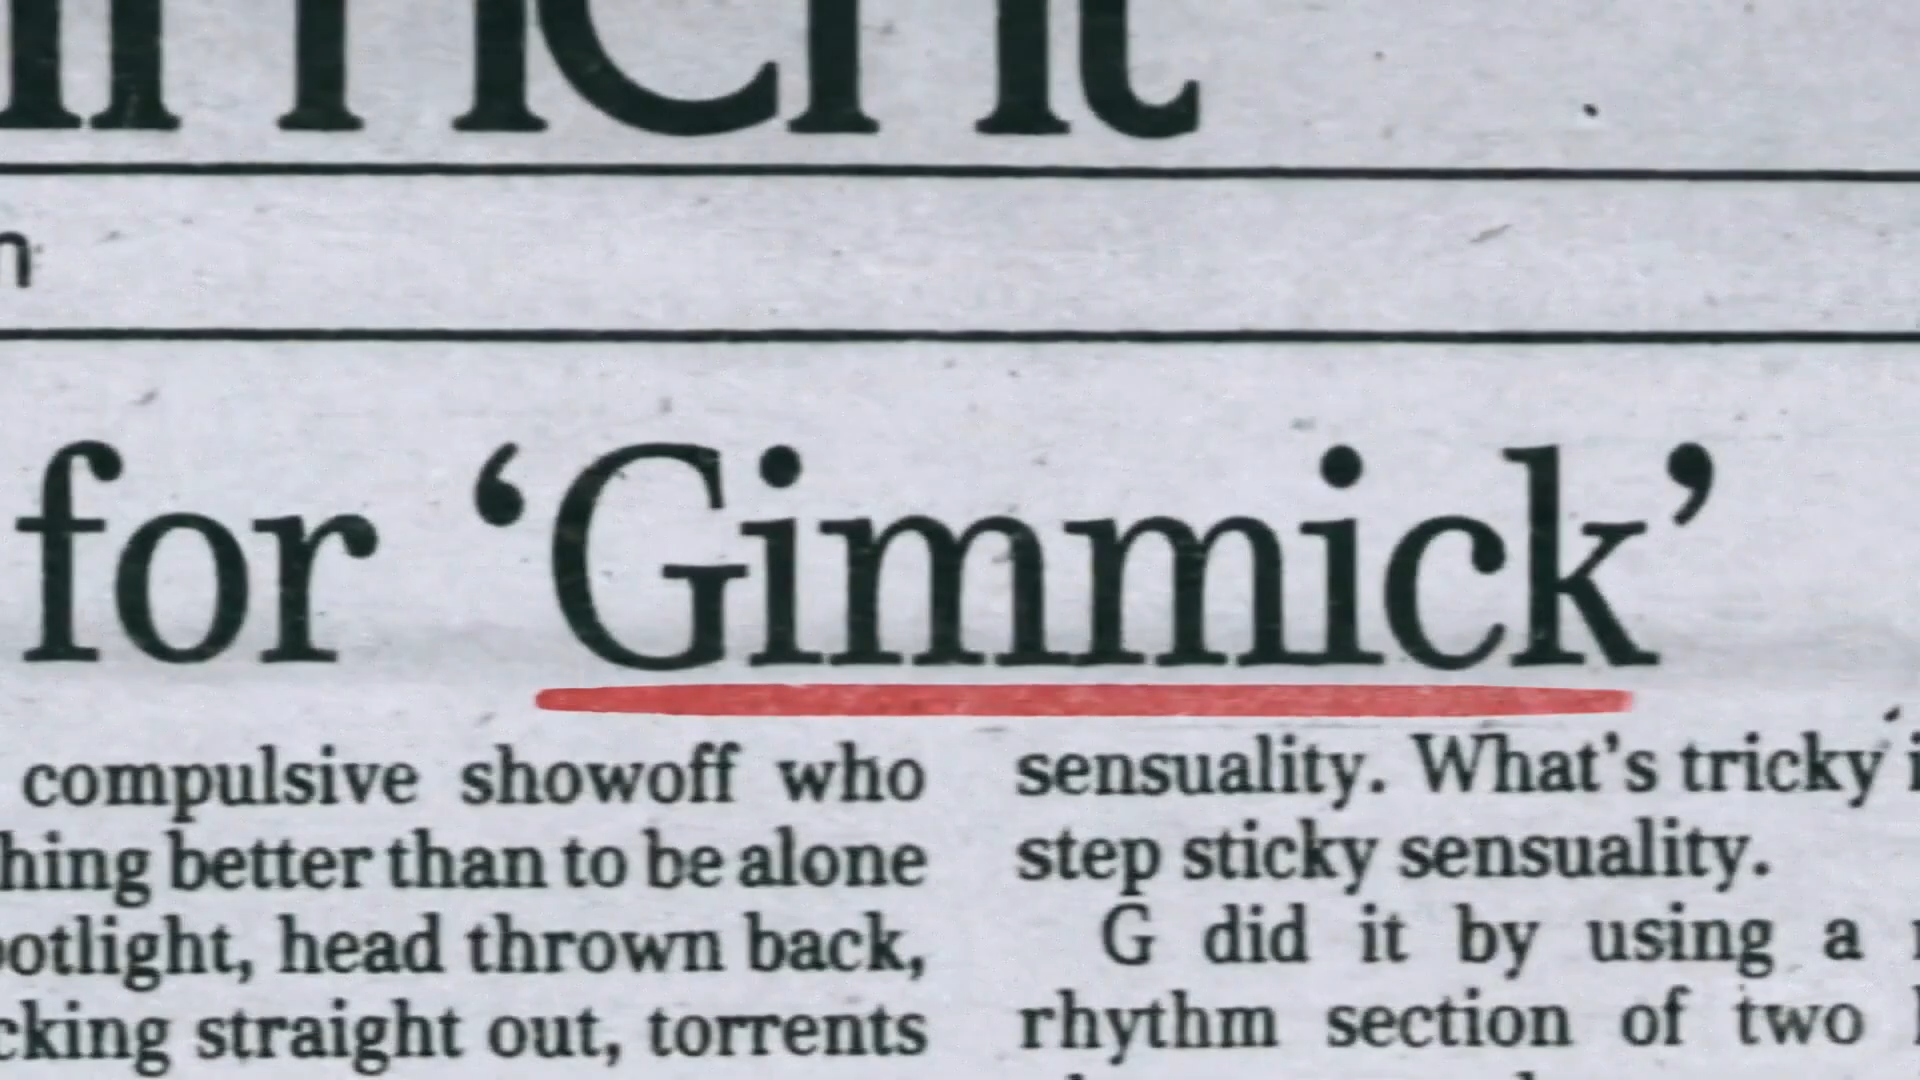 for ‘Gimmick’
compulsive showoff who
better than to be alone
head thrown back,
straight out, torrents
sensuality. What’s tricky
step sticky sensuality.
G did it by using a
rhythm section of two